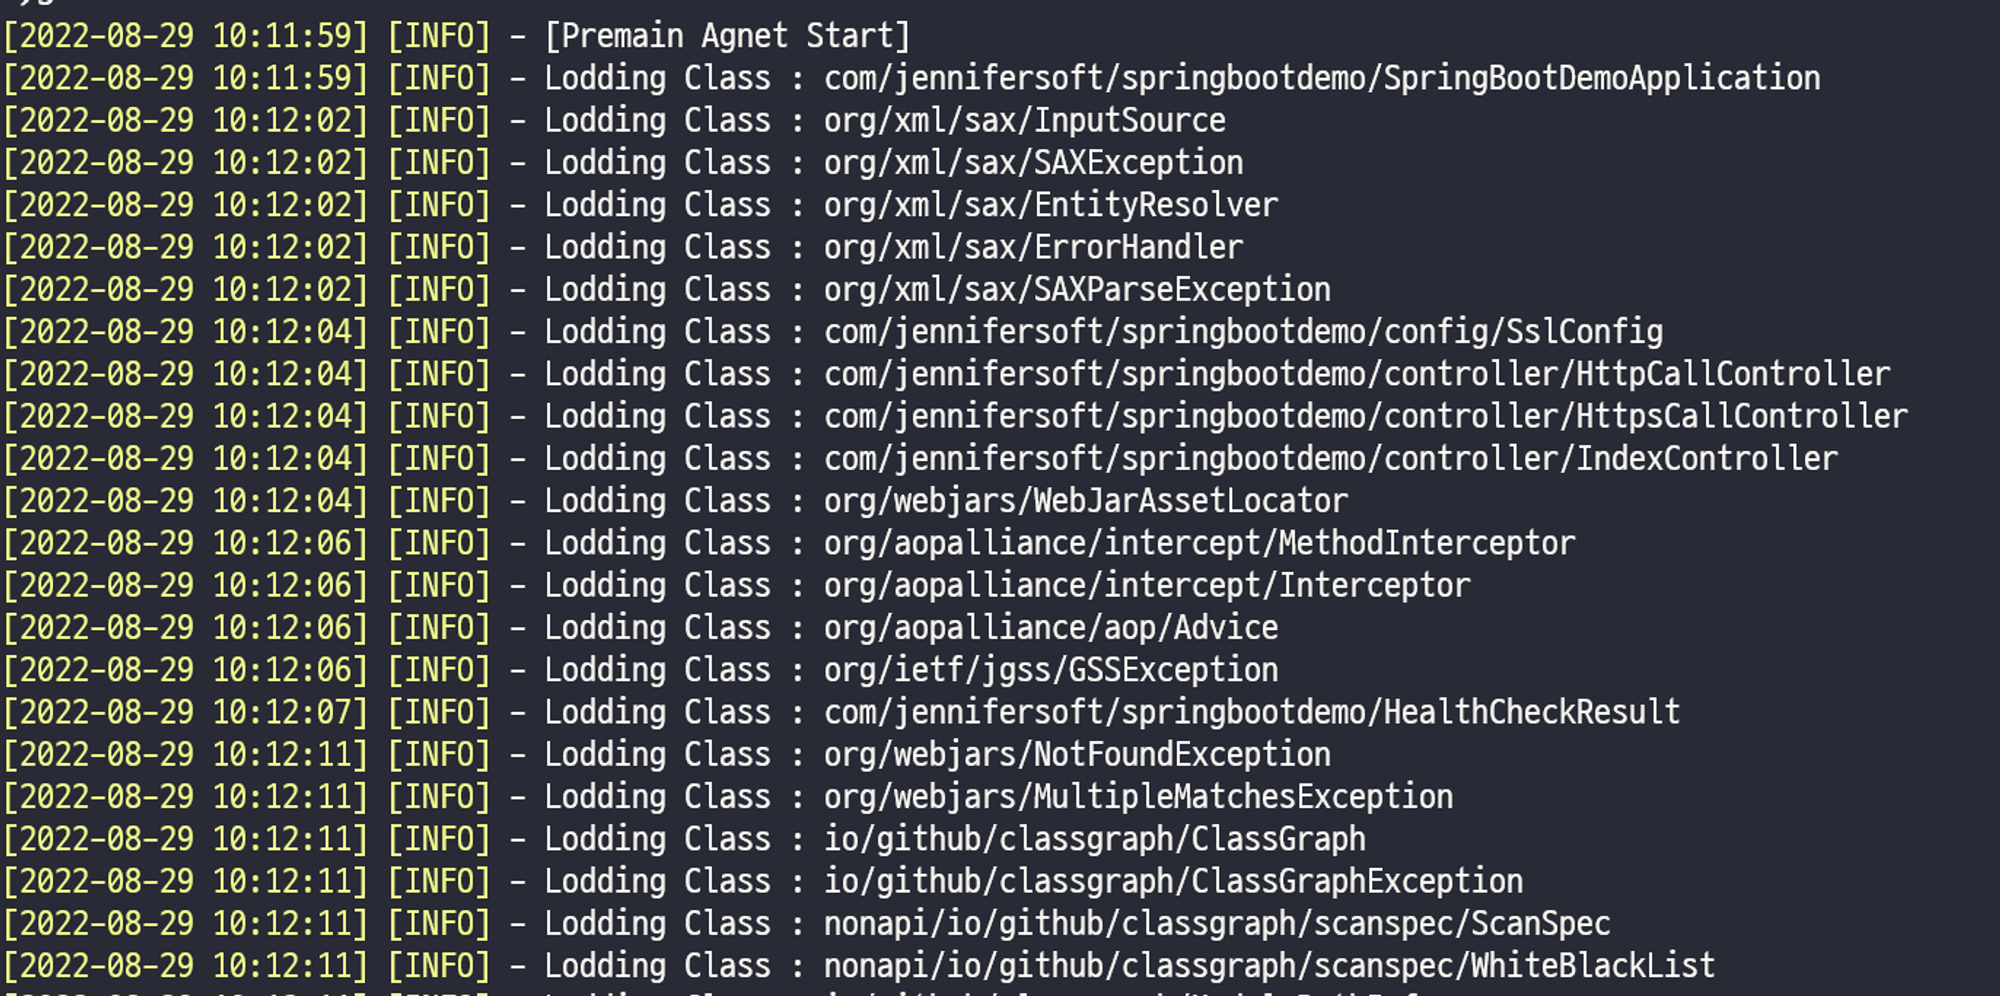 [2022-08-29 10:11:59] [INFO] - [Premain Agnet Start]
[2022-08-29 10:11:59] [INFO] - Lodding Class : com/jennifersoft/springbootdemo/SpringBootDemoApplication
[2022-08-29 10:12:02] [INFO] - Lodding Class : org/xml/sax/InputSource
[2022-08-29 10:12:02] [INFO] - Lodding Class : org/xml/sax/SAXException
[2022-08-29 10:12:02] [INFO] - Lodding Class : org/xml/sax/EntityResolver
[2022-08-29 10:12:02] [INFO] - Lodding Class : org/xml/sax/ErrorHandler
[2022-08-29 10:12:02] [INFO] - Lodding Class : org/xml/sax/SAXParseException
[2022-08-29 10:12:04] [INFO] - Lodding Class : com/jennifersoft/springbootdemo/config/SslConfig
[2022-08-29 10:12:04] [INFO] - Lodding Class : com/jennifersoft/springbootdemo/controller/HttpCallController
[2022-08-29 10:12:04] [INFO] - Lodding Class : com/jennifersoft/springbootdemo/controller/HttpsCallController
[2022-08-29 10:12:04] [INFO] - Lodding Class : com/jennifersoft/springbootdemo/controller/IndexController
[2022-08-29 10:12:04] [INFO] - Lodding Class : org/webjars/WebJarAssetLocator
[2022-08-29 10:12:06] [INFO] - Lodding Class : org/aopalliance/intercept/MethodInterceptor
[2022-08-29 10:12:06] [INFO] - Lodding Class : org/aopalliance/intercept/Interceptor
[2022-08-29 10:12:06] [INFO] - Lodding Class : org/aopalliance/aop/Advice
[2022-08-29 10:12:06] [INFO] - Lodding Class : org/ietf/jgss/GSSException
[2022-08-29 10:12:07] [INFO] - Lodding Class : com/jennifersoft/springbootdemo/HealthCheckResult
[2022-08-29 10:12:11] [INFO] - Lodding Class : org/webjars/NotFoundException
[2022-08-29 10:12:11] [INFO] - Lodding Class : org/webjars/MultipleMatchesException
[2022-08-29 10:12:11] [INFO] - Lodding Class : io/github/classgraph/ClassGraph
[2022-08-29 10:12:11] [INFO] - Lodding Class : io/github/classgraph/ClassGraphException
[2022-08-29 10:12:11] [INFO] - Lodding Class : nonapi/io/github/classgraph/scanspec/ScanSpec
[2022-08-29 10:12:11] [INFO] - Lodding Class : nonapi/io/github/classgraph/scanspec/WhiteBlackList